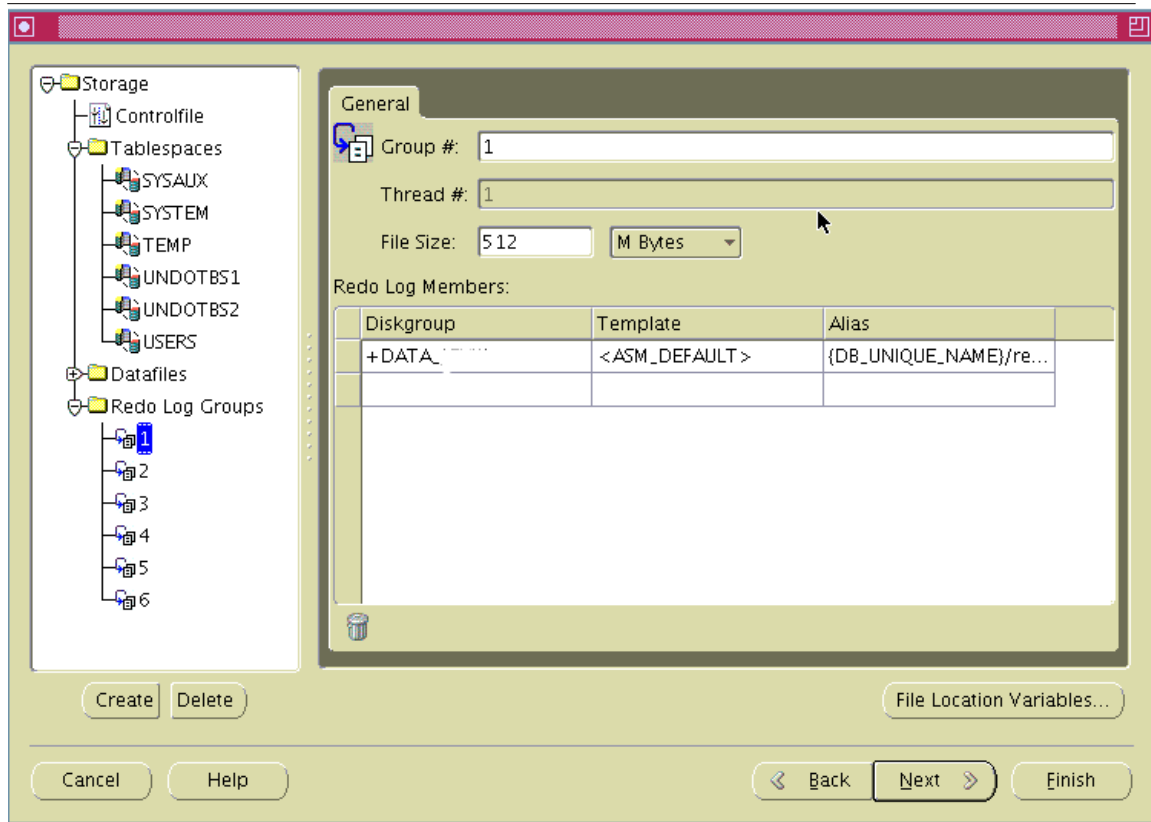 Storage
Controlfile
Tablespaces
SYSAUX
SYSTEM
TEMP
UNDOTBS1
UNDOTBS2
USERS
Datafiles
Redo Log Groups
1
2
3
4
5
6
Create Delete
General
Group #: 1
Thread #: 1
File Size: 512 M Bytes
Redo Log Members:
Diskgroup Template Alias
+DATA_ <ASM_DEFAULT> {DB_UNIQUE_NAME}/re...
File Location Variables...
Cancel Help Back Next Finish